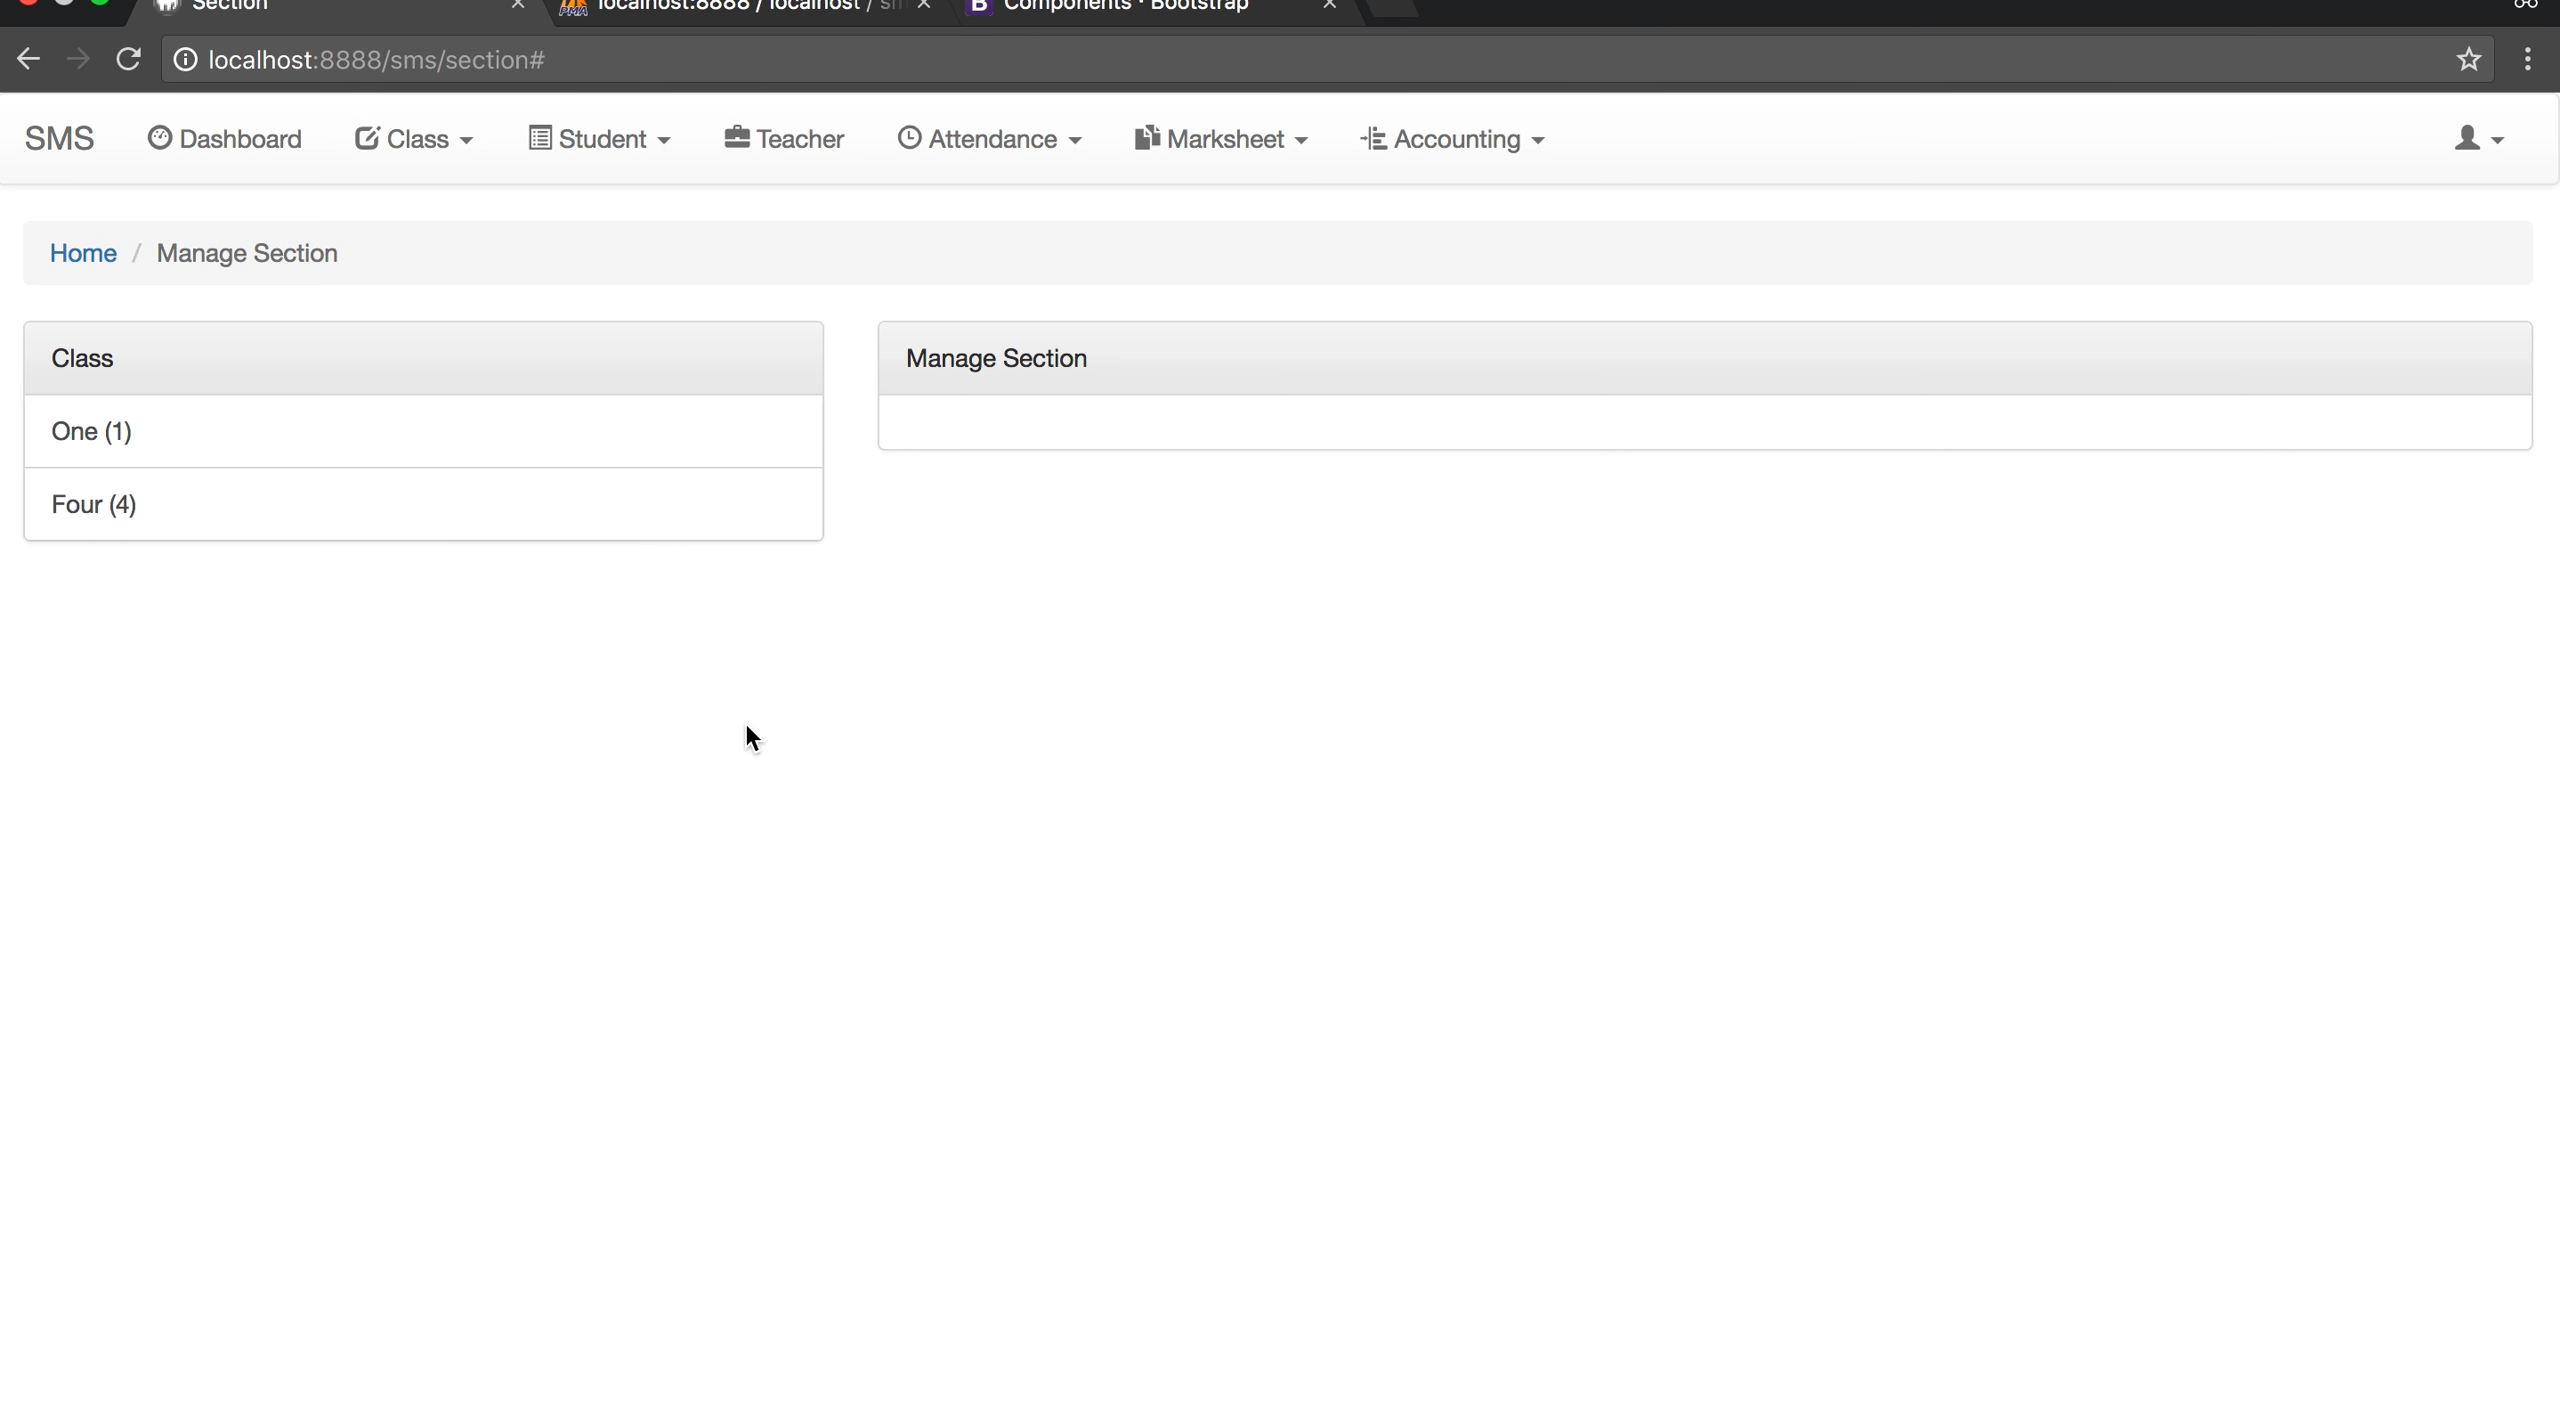 Section
localhost:8888 / localhost /
Components · Bootstrap
localhost:8888/sms/section#
SMS Dashboard Class Student Teacher Attendance Marksheet Accounting
Home / Manage Section
Class
One (1)
Four (4)
Manage Section